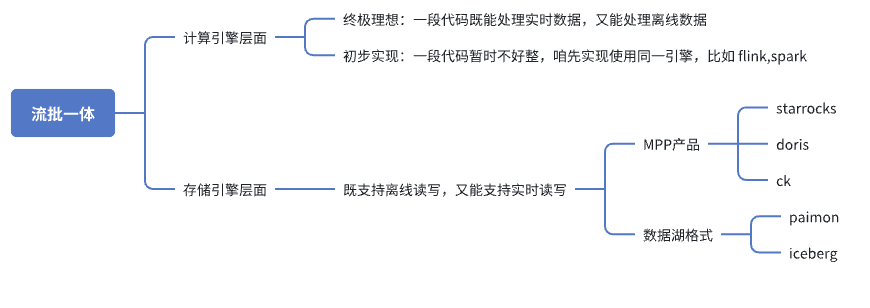 流批一体
计算引擎层面
终极理想：一段代码既能处理实时数据，又能处理离线数据
初步实现：一段代码暂时不好整，咱先实现使用同一引擎，比如 flink,spark
存储引擎层面
既支持离线读写，又能支持实时读写
MPP产品
starrocks
doris
ck
数据湖格式
paimon
iceberg